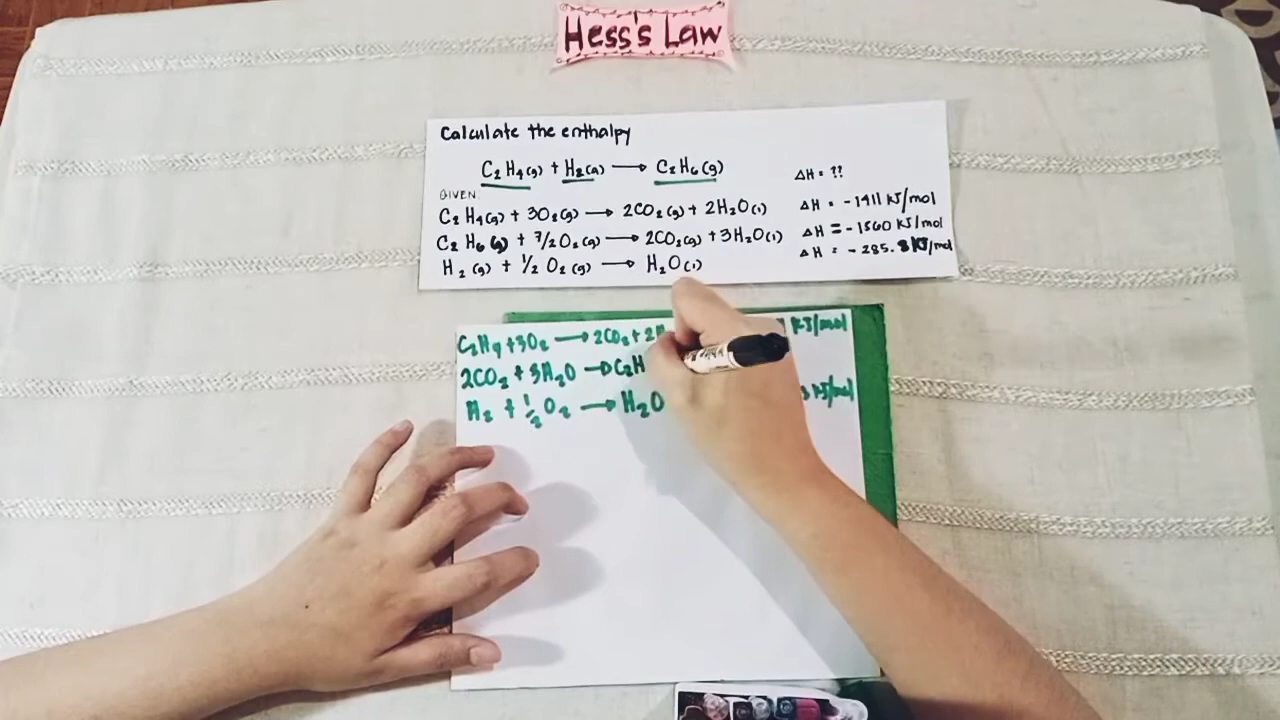 Hess's Law
Calculate the enthalpy
C2H4(g) + H2(g) → C2H6(g) ΔH = ??
GIVEN:
C2H4(g) + 3O2(g) → 2CO2(g) + 2H2O(l) ΔH = -1411 kJ/mol
C2H6(g) + 7/2O2(g) → 2CO2(g) + 3H2O(l) ΔH = -1560 kJ/mol
H2(g) + 1/2 O2(g) → H2O(l) ΔH = -285.8 kJ/mol
C2H4 + 3O2 → 2CO2 + 2H kJ/mol
2CO2 + 3H2O → C2H
H2 + 1/2 O2 → H2O kJ/mol